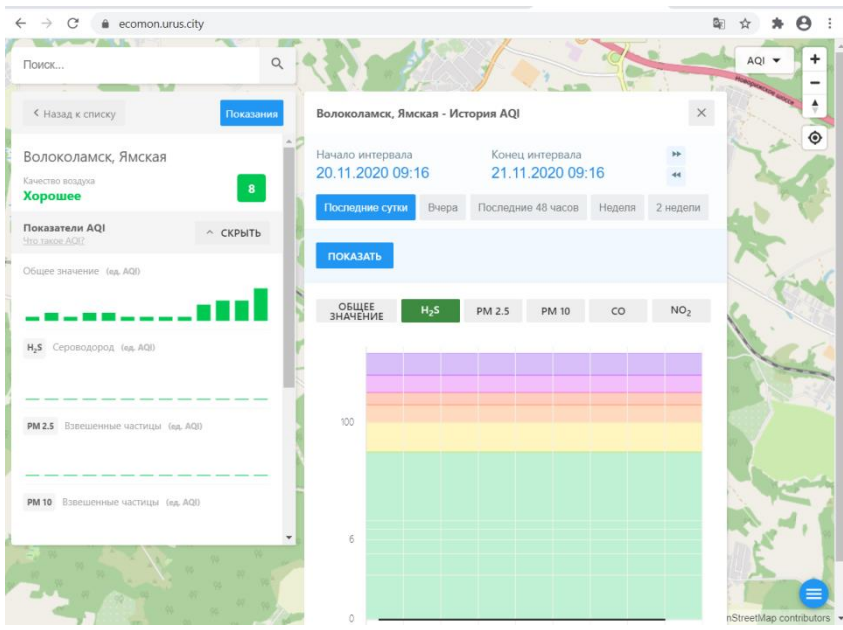 ecomon.urus.city
Поиск...
AQI
Новорижское шоссе
Назад к списку
Показания
Волоколамск, Ямская
Качество воздуха
Хорошее
8
Показатели AQI
Что такое AQI?
СКРЫТЬ
Общее значение (ед. AQI)
H₂S Сероводород (ед. AQI)
PM 2.5 Взвешенные частицы (ед. AQI)
PM 10 Взвешенные частицы (ед. AQI)
Волоколамск, Ямская - История AQI
Начало интервала
20.11.2020 09:16
Конец интервала
21.11.2020 09:16
Последние сутки
Вчера
Последние 48 часов
Неделя
2 недели
ПОКАЗАТЬ
ОБЩЕЕ
ЗНАЧЕНИЕ
H₂S
PM 2.5
PM 10
CO
NO₂
100
6
0
nStreetMap contributors